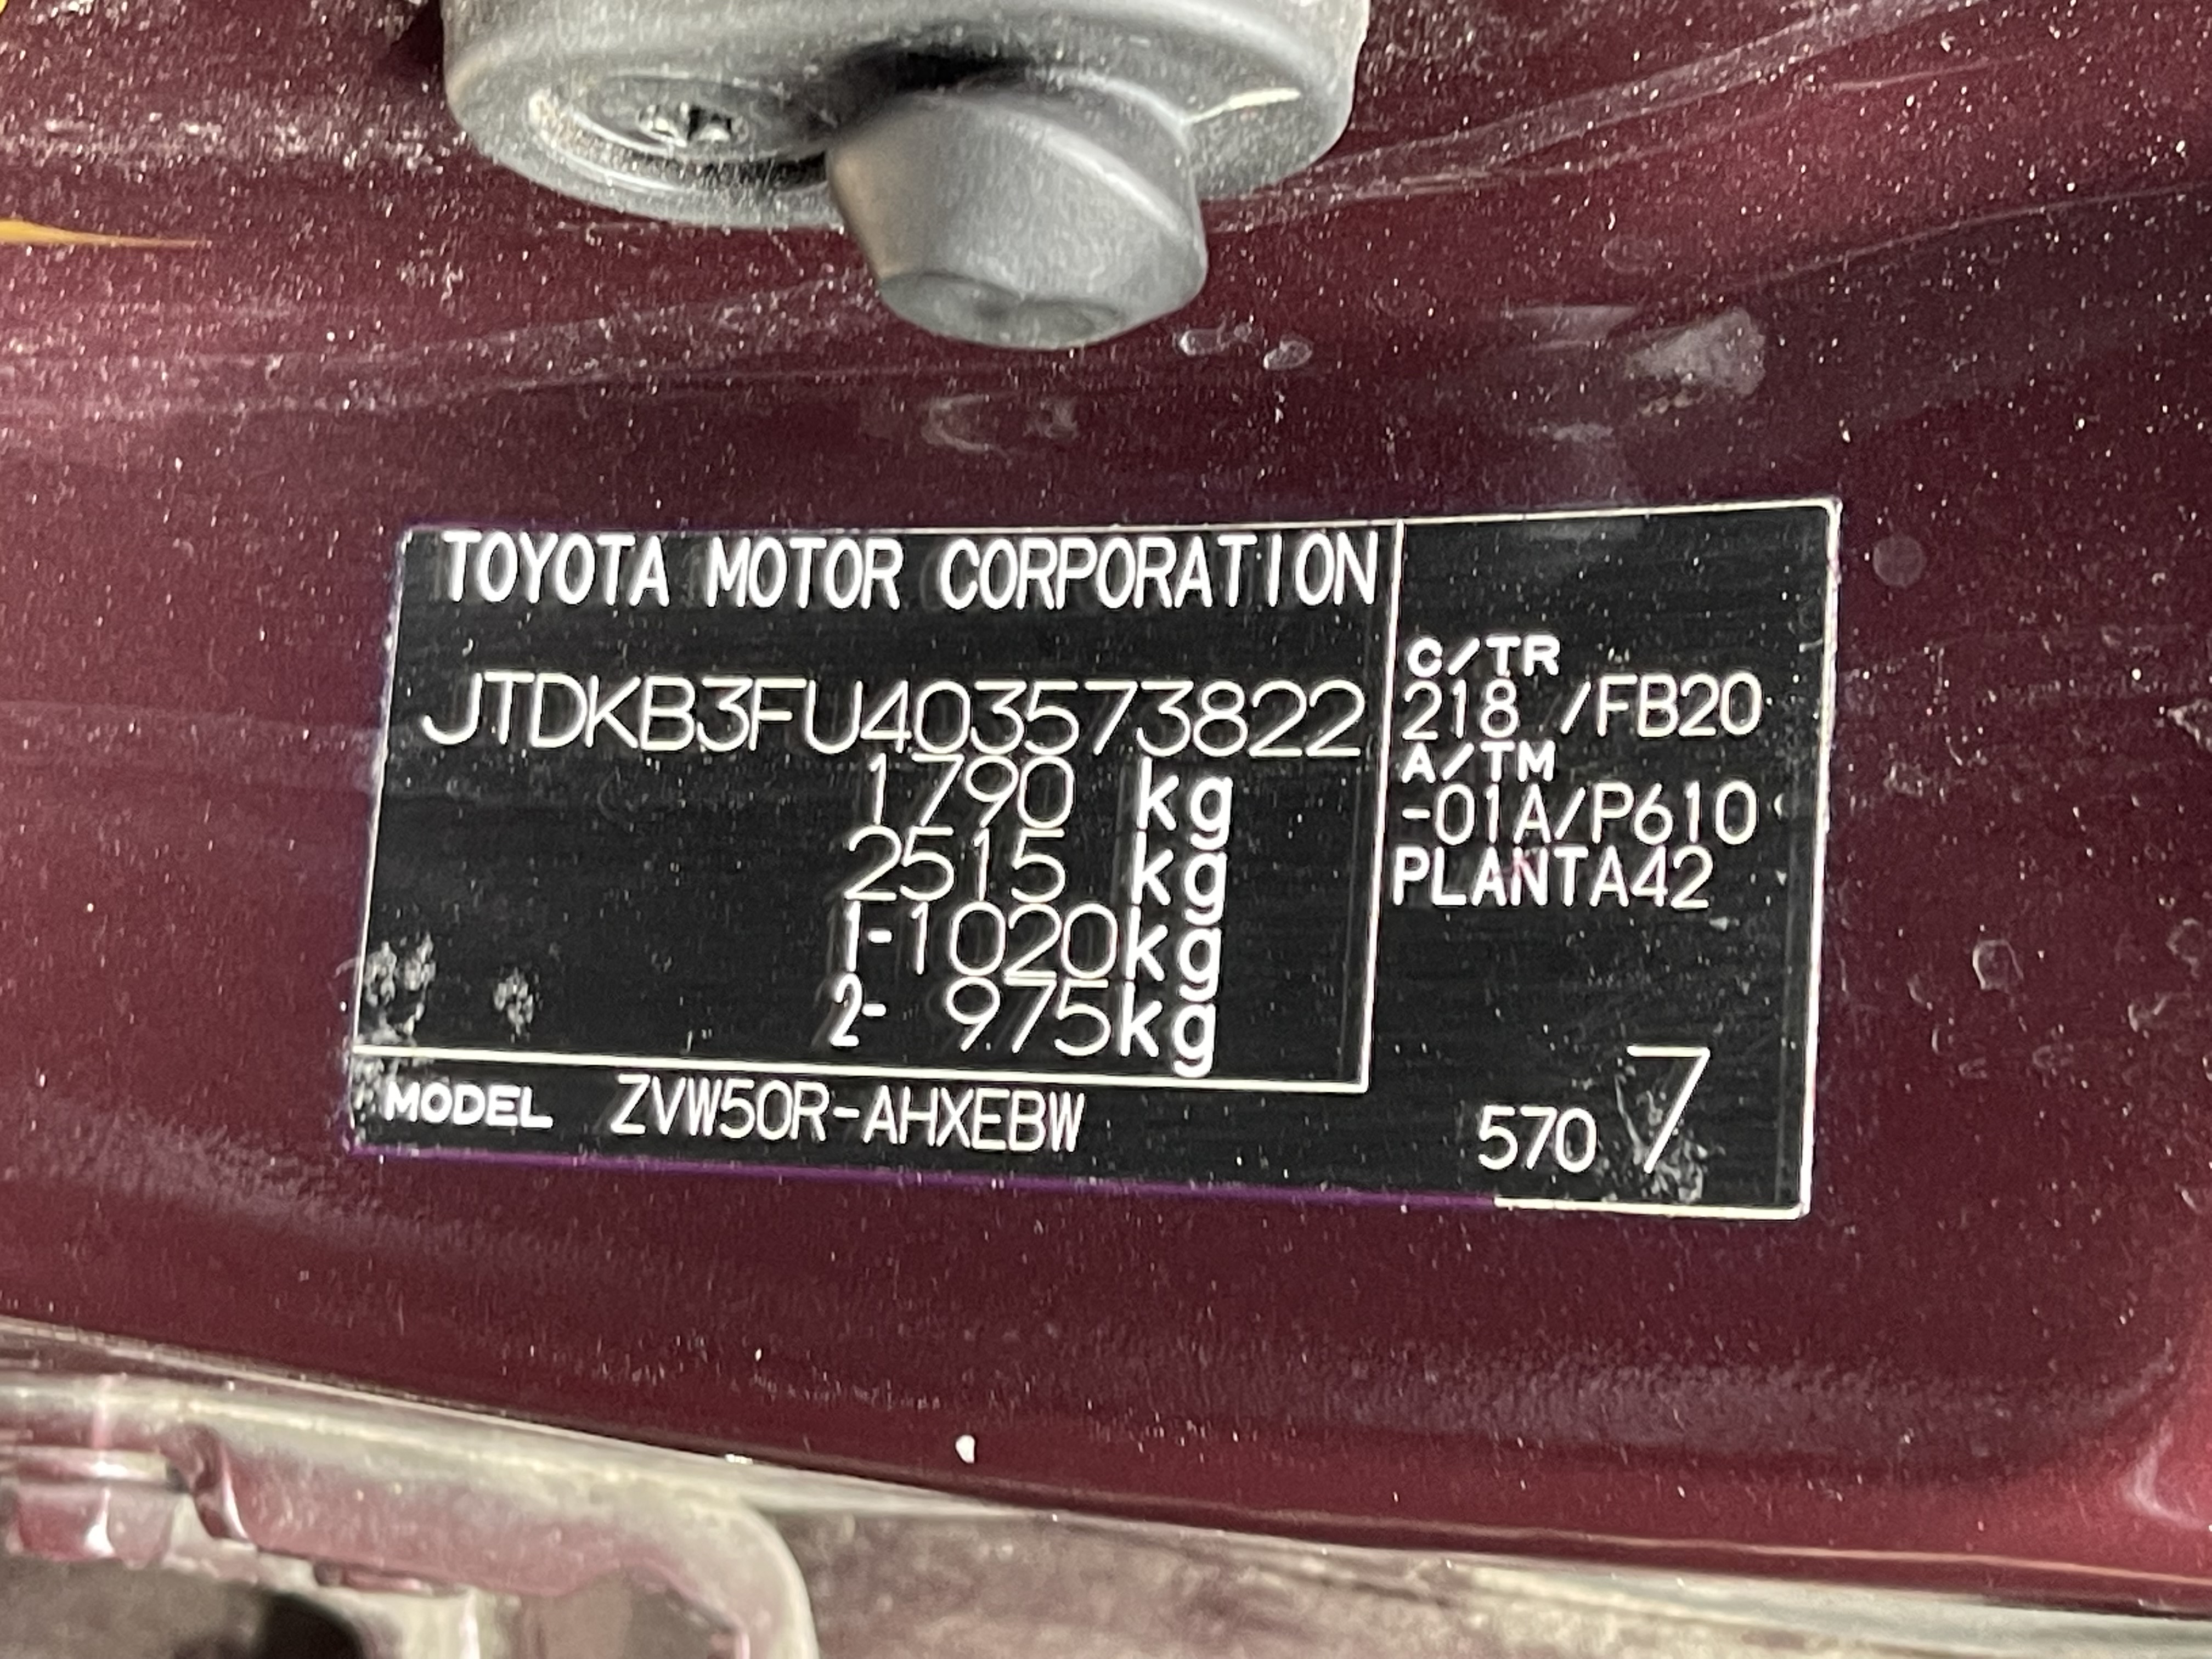 TOYOTA MOTOR CORPORATION
JTDKB3FU403573822
1790 kg
2515 kg
1-1020kg
2- 975kg
MODEL ZVW50R-AHXEBW
C/TR
218 /FB20
A/TM
-01A/P610
PLANTA42
570 7